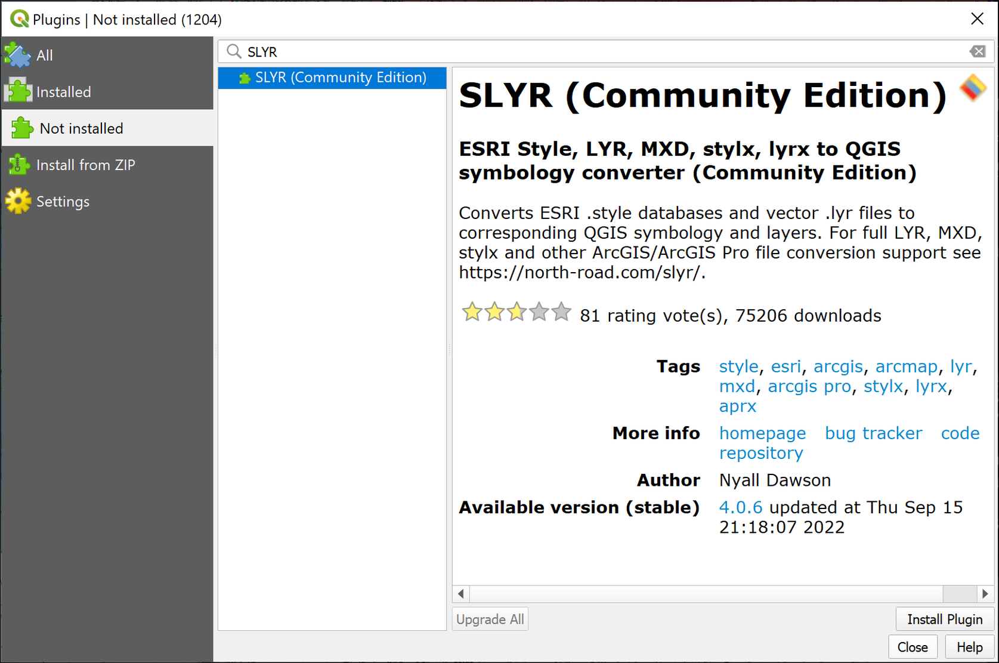 Plugins | Not installed (1204)
All
Installed
Not installed
Install from ZIP
Settings
SLYR
SLYR (Community Edition)
SLYR (Community Edition)
ESRI Style, LYR, MXD, stylx, lyrx to QGIS
symbology converter (Community Edition)
Converts ESRI .style databases and vector .lyr files to
corresponding QGIS symbology and layers. For full LYR, MXD,
stylx and other ArcGIS/ArcGIS Pro file conversion support see
https://north-road.com/slyr/.
81 rating vote(s), 75206 downloads
Tags style, esri, arcgis, arcmap, lyr,
mxd, arcgis pro, stylx, lyrx,
aprx
More info homepage bug tracker code
repository
Author Nyall Dawson
Available version (stable) 4.0.6 updated at Thu Sep 15
21:18:07 2022
Upgrade All Install Plugin
Close Help